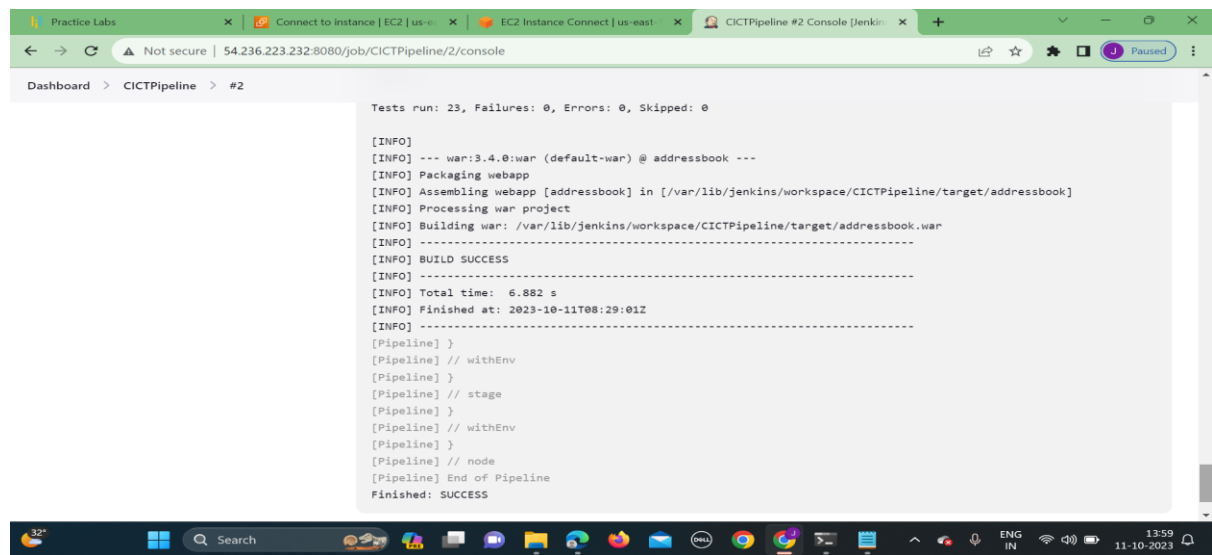 Practice Labs
Connect to instance | EC2 | us-ea
EC2 Instance Connect | us-east-1
CICTPipeline #2 Console [Jenkin
Not secure | 54.236.223.232:8080/job/CICTPipeline/2/console
J Paused
Dashboard > CICTPipeline > #2
Tests run: 23, Failures: 0, Errors: 0, Skipped: 0
[INFO]
[INFO] --- war:3.4.0:war (default-war) @ addressbook ---
[INFO] Packaging webapp
[INFO] Assembling webapp [addressbook] in [/var/lib/jenkins/workspace/CICTPipeline/target/addressbook]
[INFO] Processing war project
[INFO] Building war: /var/lib/jenkins/workspace/CICTPipeline/target/addressbook.war
[INFO] ------------------------------------------------------------------------
[INFO] BUILD SUCCESS
[INFO] ------------------------------------------------------------------------
[INFO] Total time:  6.882 s
[INFO] Finished at: 2023-10-11T08:29:01Z
[INFO] ------------------------------------------------------------------------
[Pipeline] }
[Pipeline] // withEnv
[Pipeline] }
[Pipeline] // stage
[Pipeline] }
[Pipeline] // withEnv
[Pipeline] }
[Pipeline] // node
[Pipeline] End of Pipeline
Finished: SUCCESS
32°
Search
DELL
ENG
IN
13:59
11-10-2023